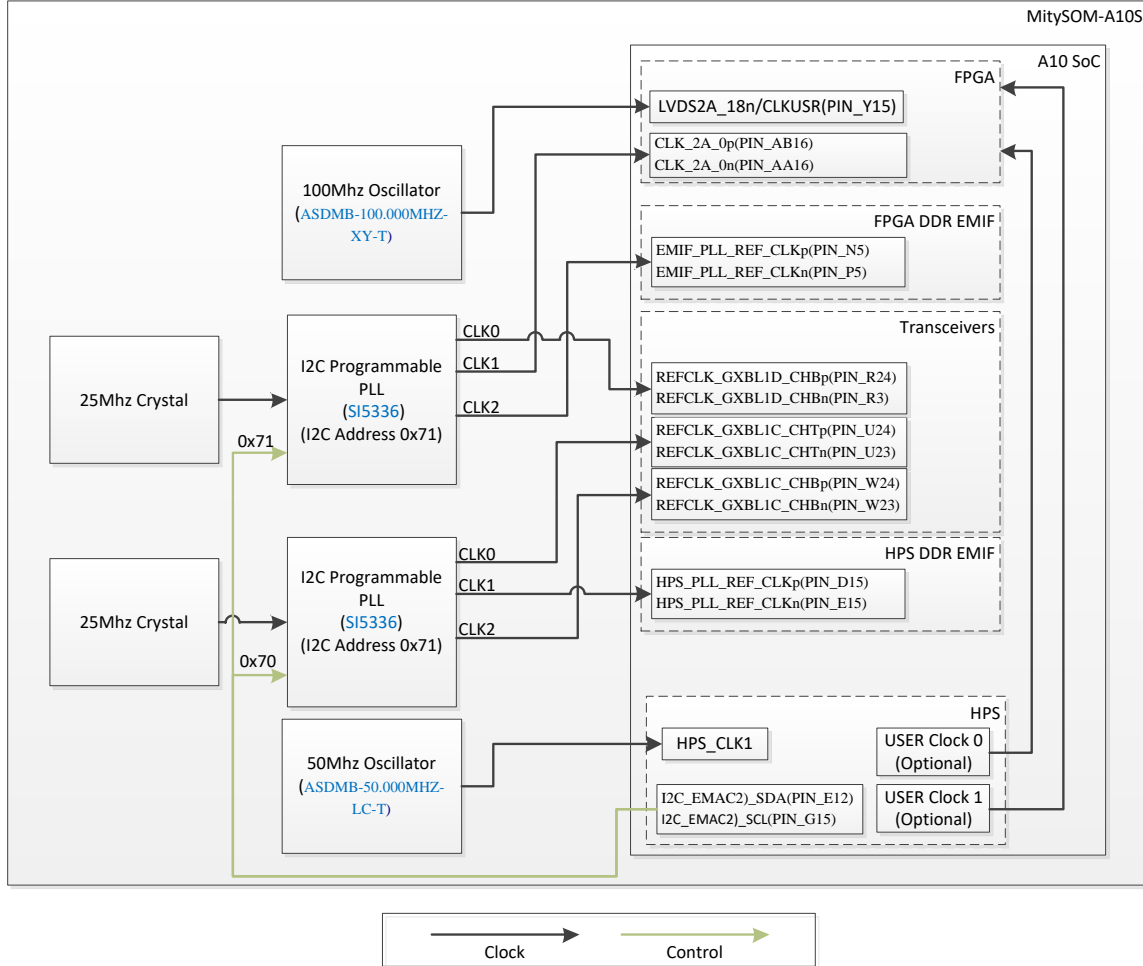 MitySOM-A10S
A10 SoC
FPGA
LVDS2A_18n/CLKUSR(PIN_Y15)
CLK_2A_0p(PIN_AB16)
CLK_2A_0n(PIN_AA16)
100Mhz Oscillator
(ASDMB-100.000MHZ-
XY-T)
FPGA DDR EMIF
EMIF_PLL_REF_CLKp(PIN_N5)
EMIF_PLL_REF_CLKn(PIN_P5)
25Mhz Crystal
I2C Programmable
PLL
(SI5336)
(I2C Address 0x71)
CLK0
CLK1
CLK2
0x71
Transceivers
REFCLK_GXBL1D_CHBp(PIN_R24)
REFCLK_GXBL1D_CHBn(PIN_R3)
REFCLK_GXBL1C_CHTp(PIN_U24)
REFCLK_GXBL1C_CHTn(PIN_U23)
REFCLK_GXBL1C_CHBp(PIN_W24)
REFCLK_GXBL1C_CHBn(PIN_W23)
25Mhz Crystal
I2C Programmable
PLL
(SI5336)
(I2C Address 0x71)
CLK0
CLK1
CLK2
0x70
HPS DDR EMIF
HPS_PLL_REF_CLKp(PIN_D15)
HPS_PLL_REF_CLKn(PIN_E15)
50Mhz Oscillator
(ASDMB-50.000MHZ-
LC-T)
HPS
HPS_CLK1
USER Clock 0
(Optional)
I2C_EMAC2)_SDA(PIN_E12)
I2C_EMAC2)_SCL(PIN_G15)
USER Clock 1
(Optional)
Clock
Control